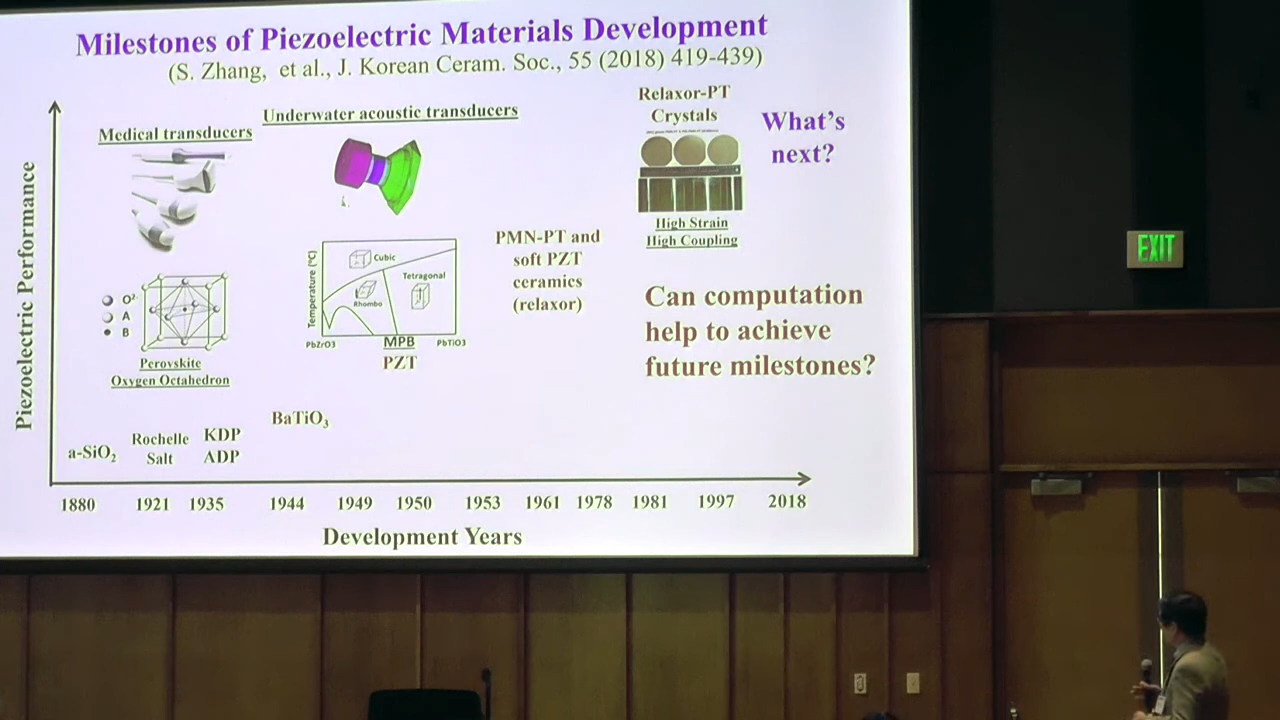 Milestones of Piezoelectric Materials Development
(S. Zhang, et al., J. Korean Ceram. Soc., 55 (2018) 419-439)
Piezoelectric Performance
Medical transducers
Underwater acoustic transducers
Relaxor-PT
Crystals
What's
next?
High Strain
High Coupling
PMN-PT and
soft PZT
ceramics
(relaxor)
Temperature (°C)
Cubic
Tetragonal
Rhombo
PbZrO3
MPB
PbTiO3
PZT
O²⁻
A
B
Perovskite
Oxygen Octahedron
Can computation
help to achieve
future milestones?
a-SiO₂
Rochelle
Salt
KDP
ADP
BaTiO₃
1880 1921 1935 1944 1949 1950 1953 1961 1978 1981 1997 2018
Development Years
EXIT